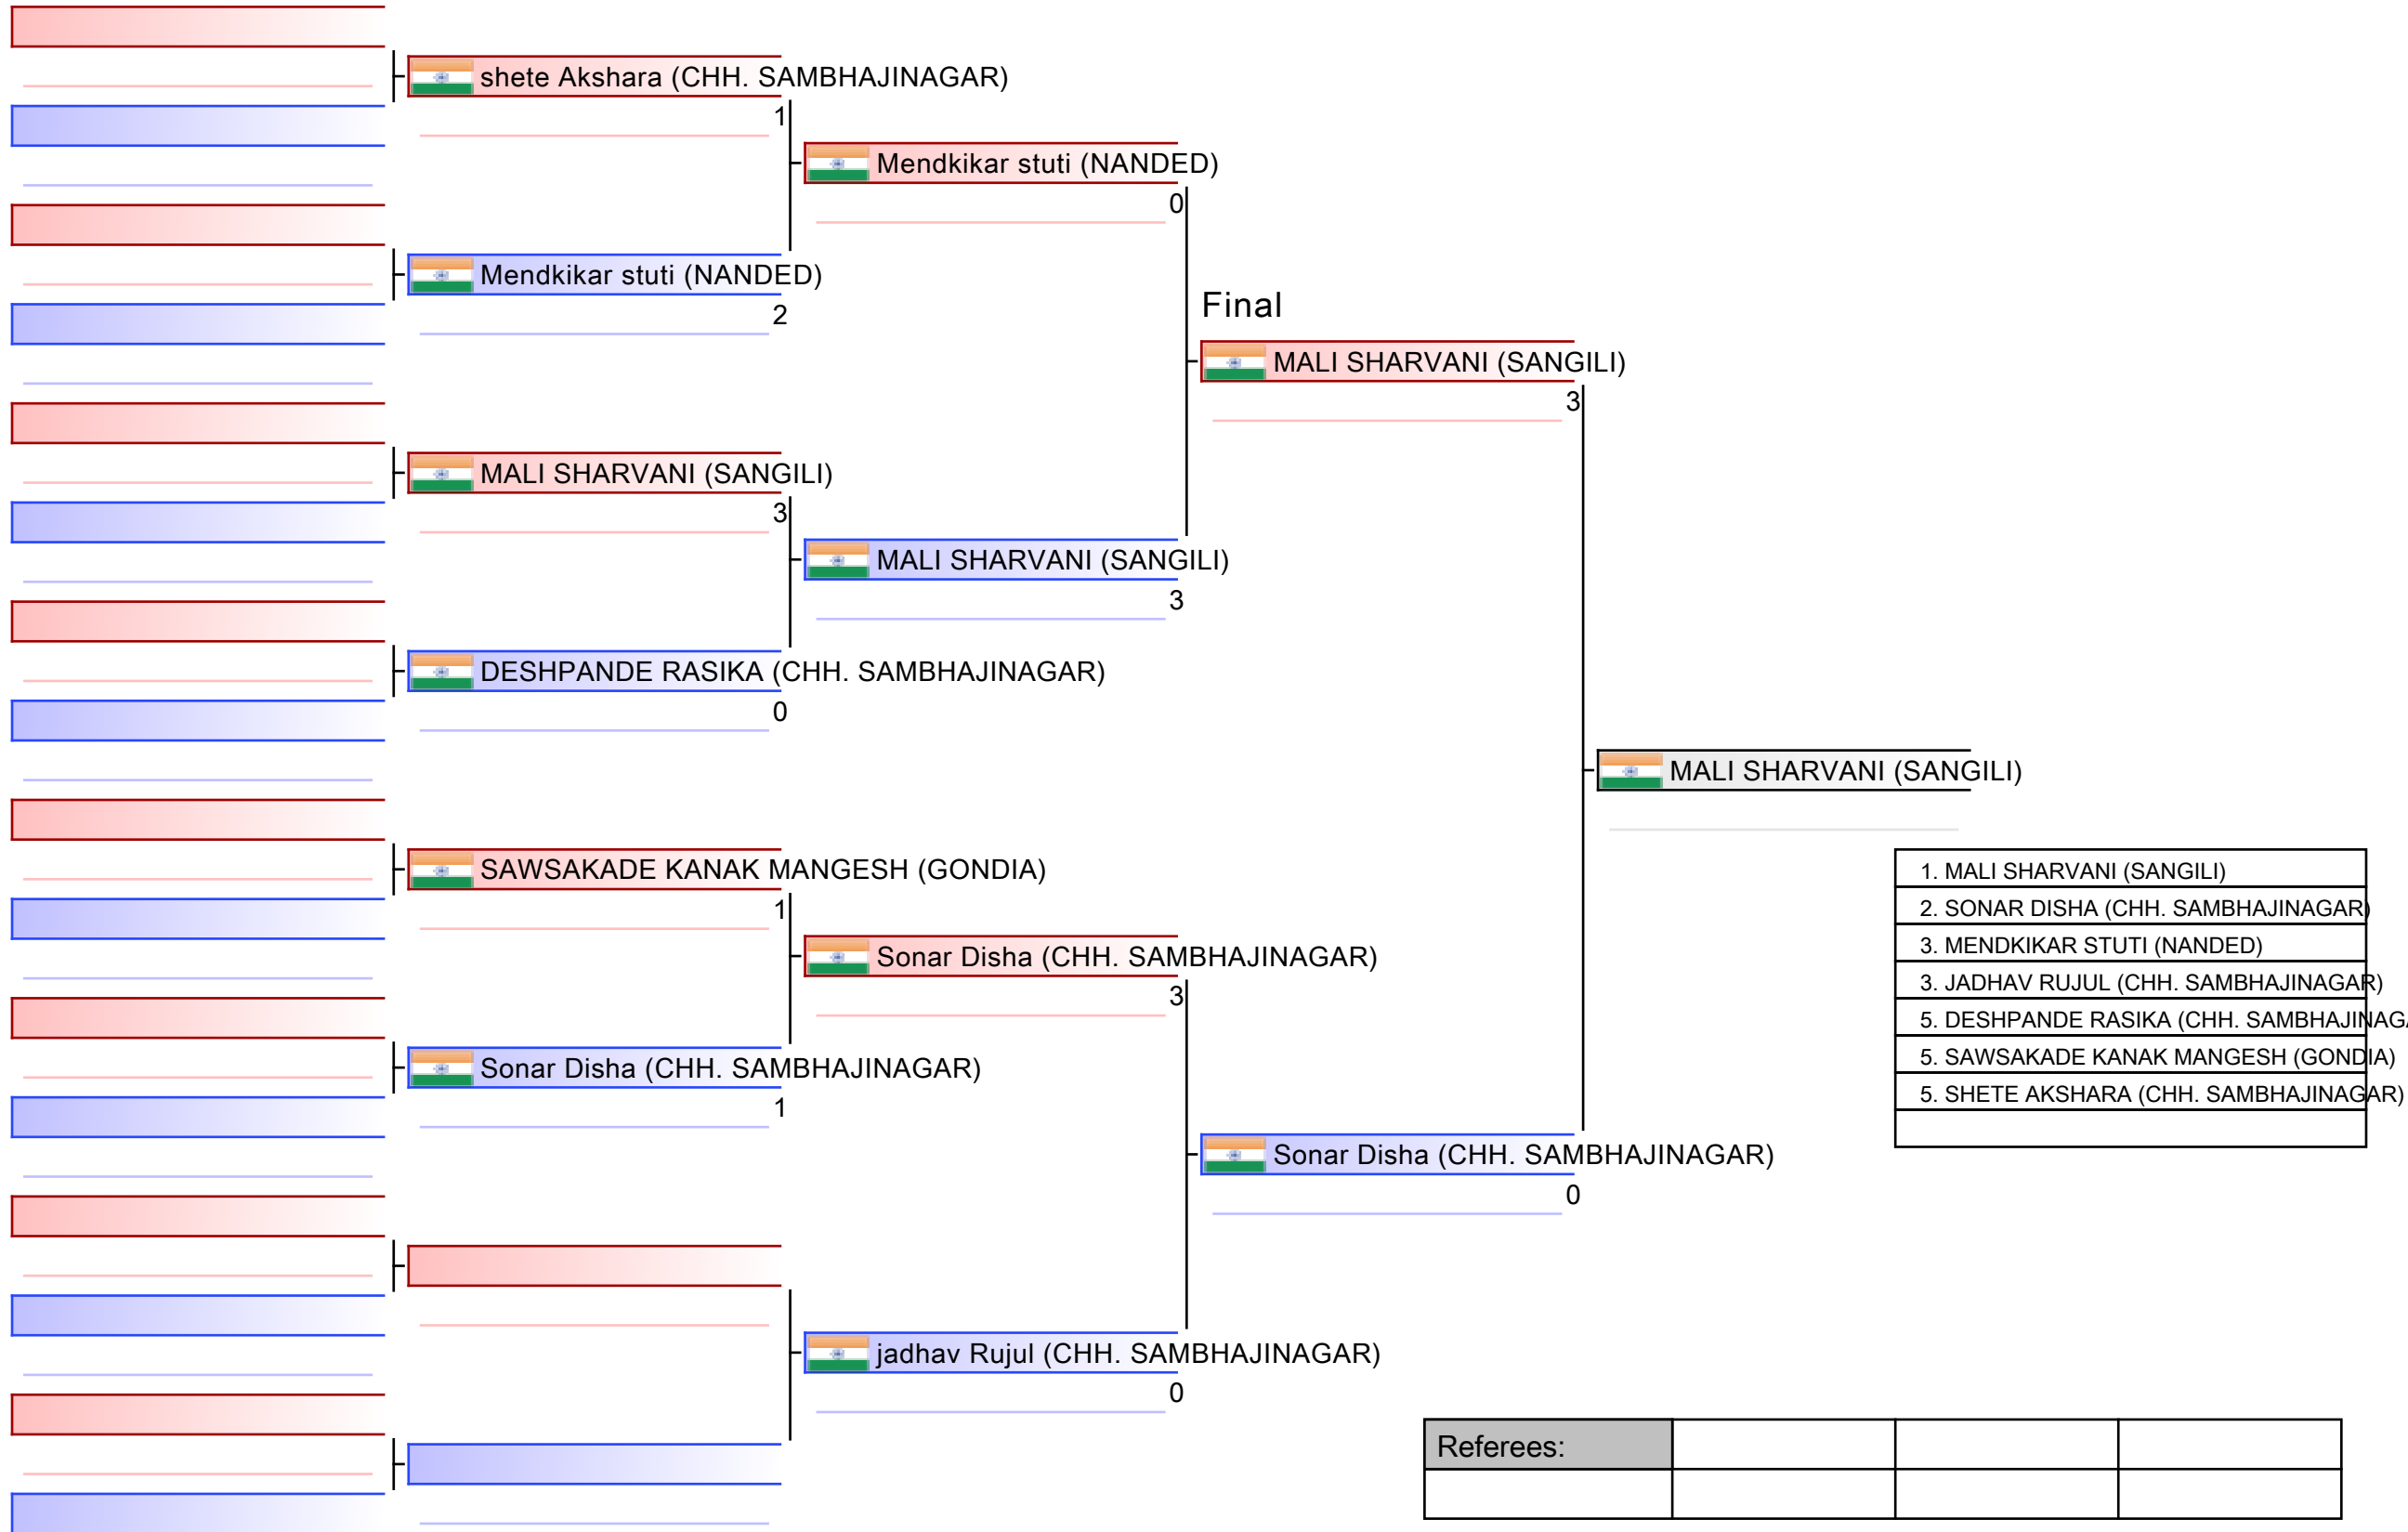 shete Akshara (CHH. SAMBHAJINAGAR)
1
Mendkikar stuti (NANDED)
0
Mendkikar stuti (NANDED)
2
Final
MALI SHARVANI (SANGILI)
3
MALI SHARVANI (SANGILI)
3
MALI SHARVANI (SANGILI)
3
DESHPANDE RASIKA (CHH. SAMBHAJINAGAR)
0
MALI SHARVANI (SANGILI)
SAWSAKADE KANAK MANGESH (GONDIA)
1
Sonar Disha (CHH. SAMBHAJINAGAR)
3
Sonar Disha (CHH. SAMBHAJINAGAR)
1
Sonar Disha (CHH. SAMBHAJINAGAR)
0
jadhav Rujul (CHH. SAMBHAJINAGAR)
0
1. MALI SHARVANI (SANGILI)
2. SONAR DISHA (CHH. SAMBHAJINAGAR)
3. MENDKIKAR STUTI (NANDED)
3. JADHAV RUJUL (CHH. SAMBHAJINAGAR)
5. DESHPANDE RASIKA (CHH.
5. SAWSAKADE KANAK MANGESH (GONDIA)
5. SHETE AKSHARA (CHH. SAMBHAJINAGAR)
Referees: